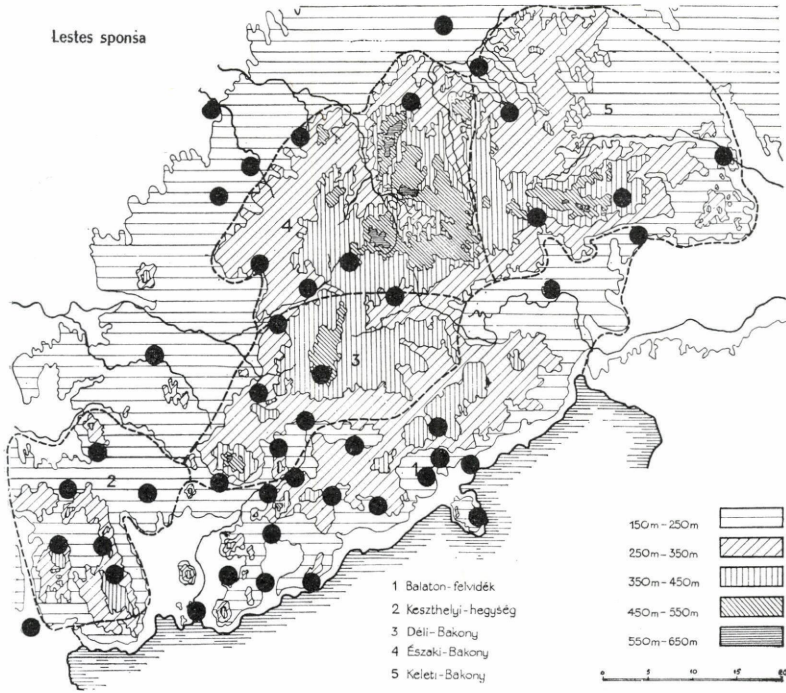 Lestes sponsa
5
4
3
2
1
1 Balaton-felvidék
2 Keszthelyi-hegység
3 Déli-Bakony
4 Északi-Bakony
5 Keleti-Bakony
150m-250m
250m-350m
350m-450m
450m-550m
550m-650m
0 5 10 15 20